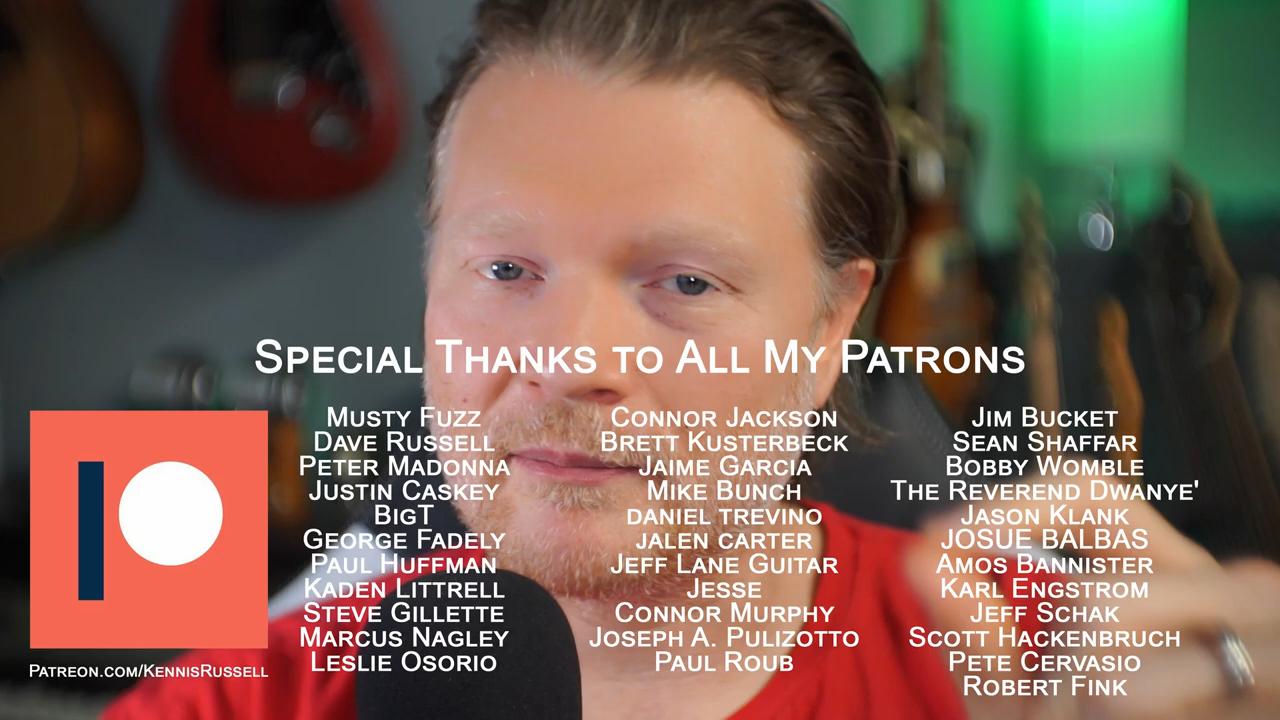 Special Thanks to All My Patrons
Musty Fuzz
Dave Russell
Peter Madonna
Justin Caskey
BigT
George Fadely
Paul Huffman
Kaden Littrell
Steve Gillette
Marcus Nagley
Leslie Osorio
Connor Jackson
Brett Kusterbeck
Jaime Garcia
Mike Bunch
daniel trevino
jalen carter
Jeff Lane Guitar
Jesse
Connor Murphy
Joseph A. Pulizotto
Paul Roub
Jim Bucket
Sean Shaffar
Bobby Womble
The Reverend Dwanye'
Jason Klank
JOSUE BALBAS
Amos Bannister
Karl Engstrom
Jeff Schak
Scott Hackenbruch
Pete Cervasio
Robert Fink
Patreon.com/KennisRussell